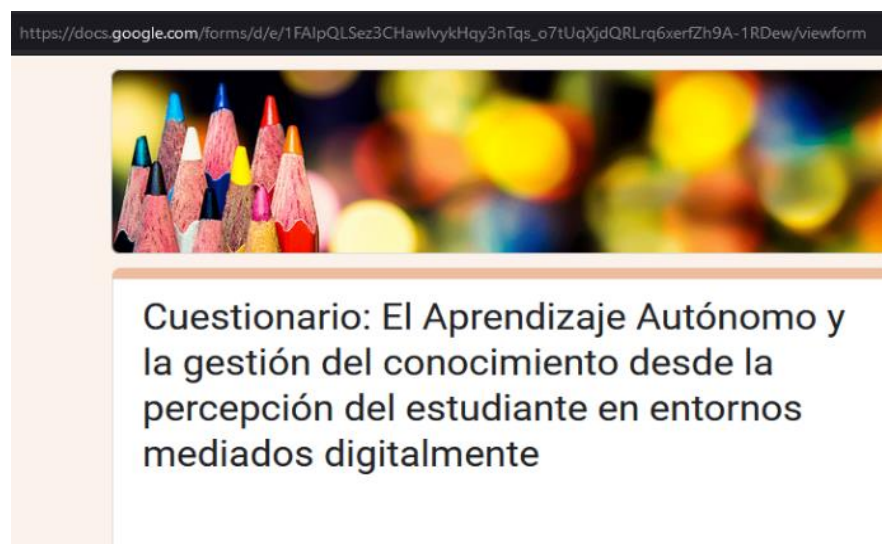 https://docs.google.com/forms/d/e/1FAIpQLSez3CHawIvykHqy3nTqs_o7tUqXjdQRLrq6xerfZh9A-1RDew/viewform
Cuestionario: El Aprendizaje Autónomo y
la gestión del conocimiento desde la
percepción del estudiante en entornos
mediados digitalmente